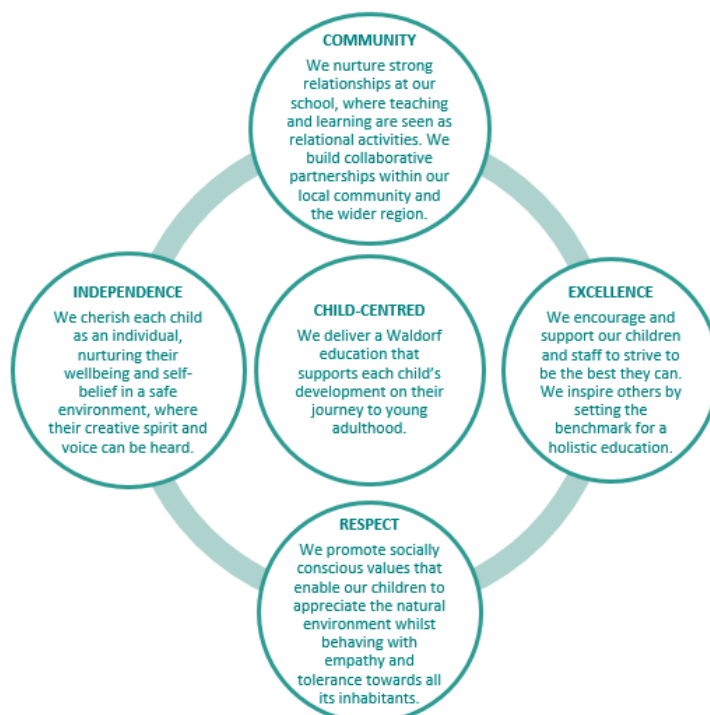 COMMUNITY
We nurture strong
relationships at our
school, where teaching
and learning are seen as
relational activities. We
build collaborative
partnerships within our
local community and
the wider region.
INDEPENDENCE
We cherish each child
as an individual,
nurturing their
wellbeing and self-
belief in a safe
environment, where
their creative spirit and
voice can be heard.
CHILD-CENTRED
We deliver a Waldorf
education that
supports each child's
development on their
journey to young
adulthood.
EXCELLENCE
We encourage and
support our children
and staff to strive to
be the best they can.
We inspire others by
setting the
benchmark for a
holistic education.
RESPECT
We promote socially
conscious values that
enable our children to
appreciate the natural
environment whilst
behaving with
empathy and
tolerance towards all
its inhabitants.